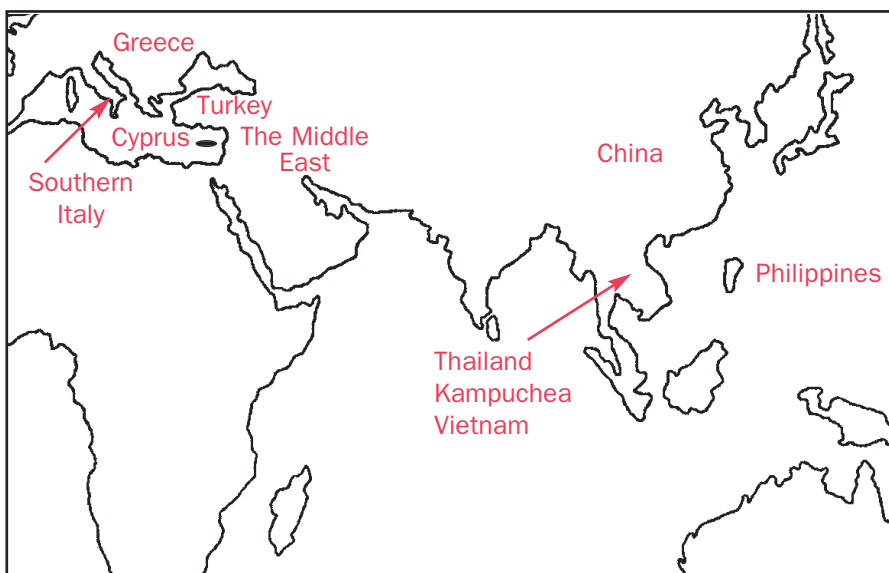 Greece
Turkey
Cyprus
The Middle
East
Southern
Italy
China
Philippines
Thailand
Kampuchea
Vietnam